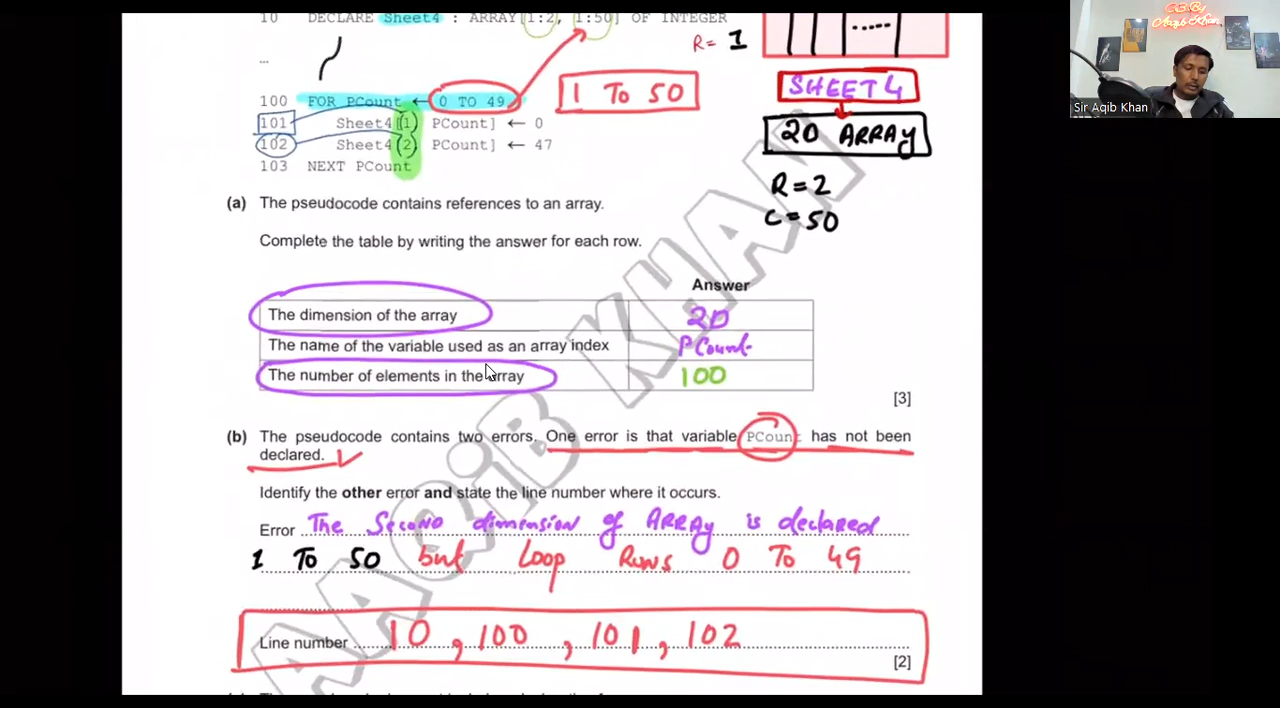 10 DECLARE Sheet4 : ARRAY[1:2, 1:50] OF INTEGER
R= 1
...
100 FOR PCount ← 0 TO 49
1 To 50
SHEET4
101 Sheet4[(1) PCount] ← 0
102 Sheet4(2) PCount] ← 47
103 NEXT PCount
2D ARRAY
R=2
C=50
(a) The pseudocode contains references to an array.
Complete the table by writing the answer for each row.
Answer
The dimension of the array 2D
The name of the variable used as an array index PCount
The number of elements in the array 100
[3]
(b) The pseudocode contains two errors. One error is that variable PCount has not been
declared.
Identify the other error and state the line number where it occurs.
Error The Second dimension of ARRAy is declared
1 To 50 but Loop Runs 0 To 49
Line number 10, 100, 101, 102
[2]
AAQiB KHAN
CS By
Aaqib Khan
Sir Aqib Khan